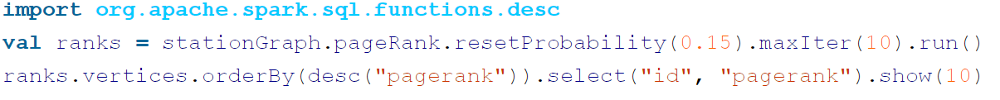 import org.apache.spark.sql.functions.desc
val ranks = stationGraph.pageRank.resetProbability(0.15).maxIter(10).run()
ranks.vertices.orderBy(desc("pagerank")).select("id", "pagerank").show(10)